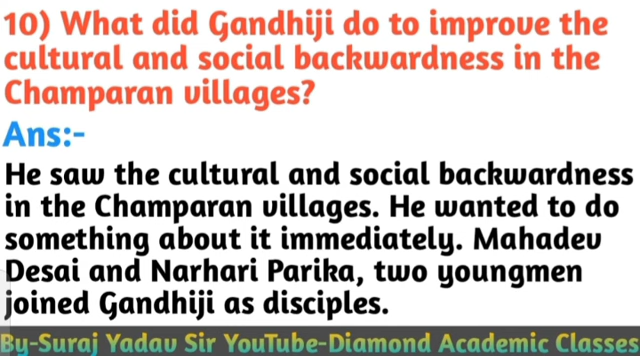 10) What did Gandhiji do to improve the
cultural and social backwardness in the
Champaran villages?
Ans:-
He saw the cultural and social backwardness
in the Champaran villages. He wanted to do
something about it immediately. Mahadev
Desai and Narhari Parika, two youngmen
joined Gandhiji as disciples.
By-Suraj Yadav Sir YouTube-Diamond Academic Classes